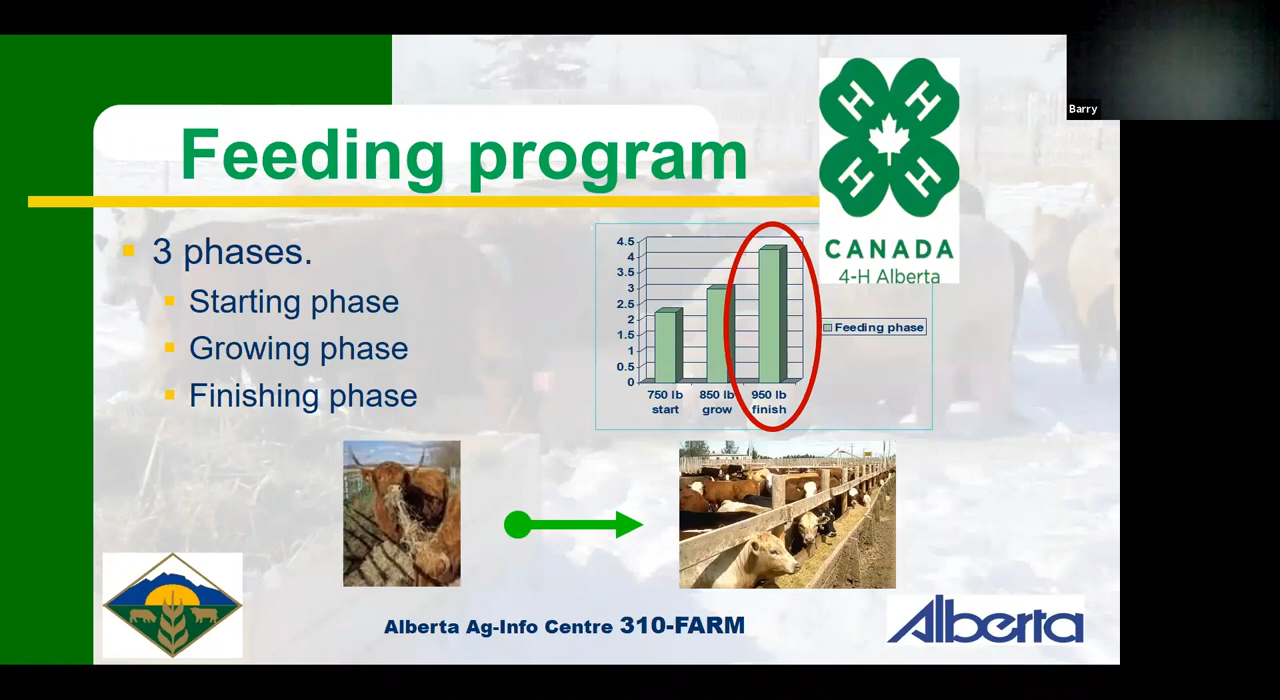 Barry
H H
H H
Feeding program
CANADA
4-H Alberta
3 phases.
Starting phase
Growing phase
Finishing phase
4.5
4
3.5
3
2.5
2
1.5
1
0.5
0
750 lb 850 lb 950 lb
start grow finish
Feeding phase
Alberta Ag-Info Centre 310-FARM
Alberta